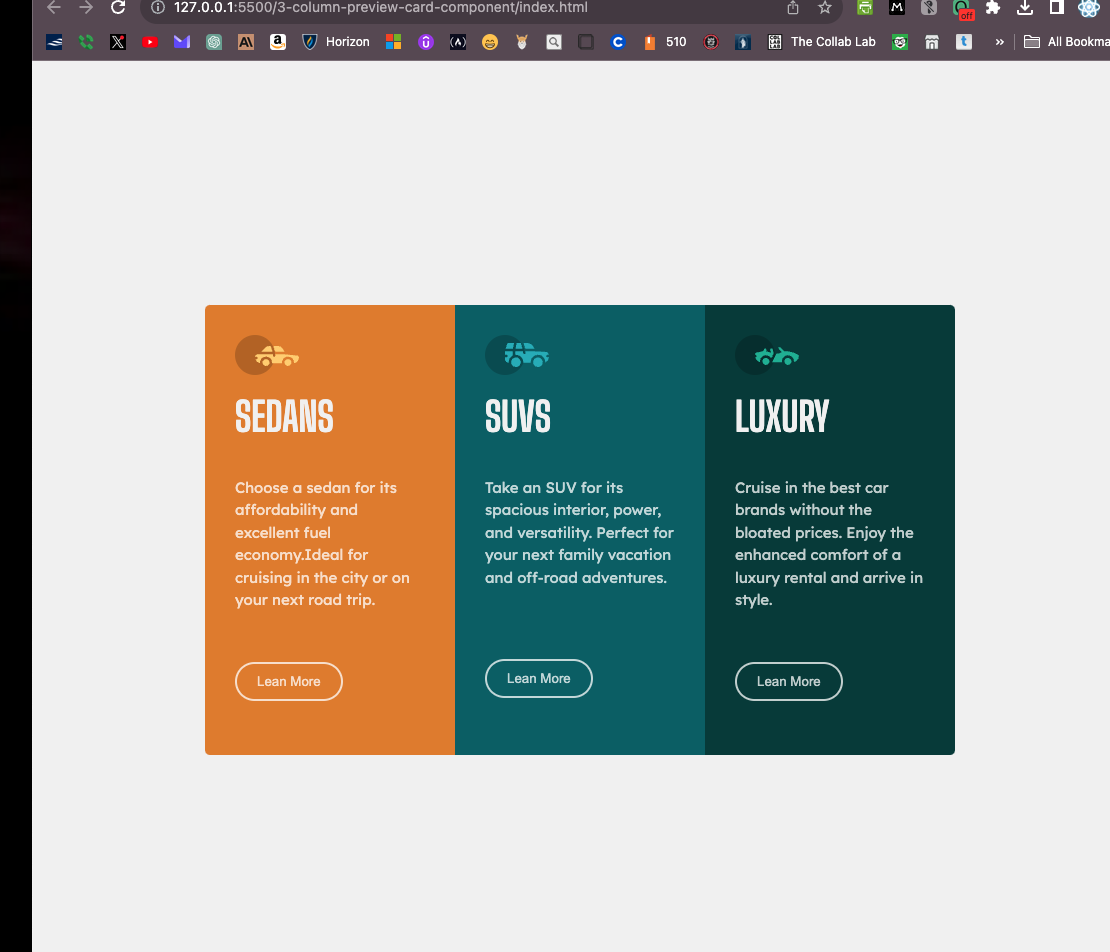 127.0.0.1:5500/3-column-preview-card-component/index.html
off
M
X
AI
a
Horizon
C
510
The Collab Lab
t
»
All Bookma
SEDANS
Choose a sedan for its
affordability and
excellent fuel
economy.Ideal for
cruising in the city or on
your next road trip.
Lean More
SUVS
Take an SUV for its
spacious interior, power,
and versatility. Perfect for
your next family vacation
and off-road adventures.
Lean More
LUXURY
Cruise in the best car
brands without the
bloated prices. Enjoy the
enhanced comfort of a
luxury rental and arrive in
style.
Lean More